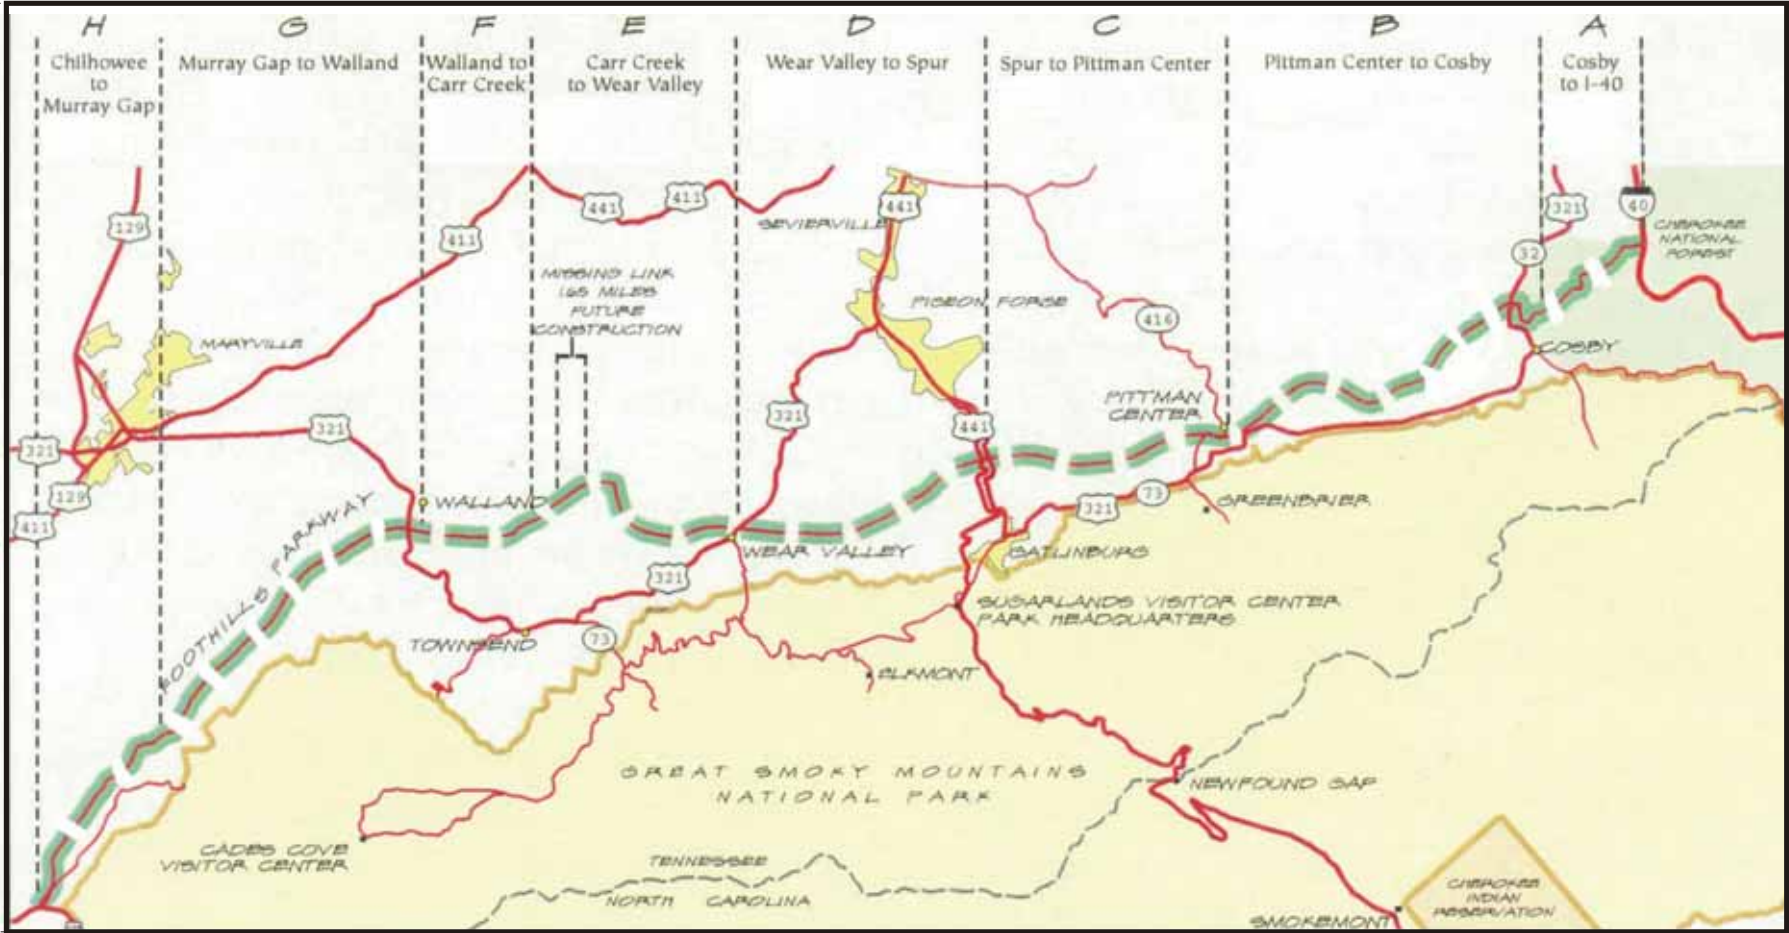 H
G
F
E
D
C
B
A
Chilhowee
to
Murray Gap
Murray Gap to Walland
Walland to
Carr Creek
Carr Creek
to Wear Valley
Wear Valley to Spur
Spur to Pittman Center
Pittman Center to Cosby
Cosby
to I-40
129
411
441
411
SEVIERVILLE
441
321
40
CHEROKEE
NATIONAL
FOREST
32
MISSING LINK
1.65 MILES
FUTURE
CONSTRUCTION
PIGEON FORGE
416
MARYVILLE
COSBY
PITTMAN
CENTER
321
321
321
441
129
411
WALLAND
FOOTHILLS PARKWAY
321
73
GREENBRIER
WEAR VALLEY
GATLINBURG
321
SUGARLANDS VISITOR CENTER
PARK HEADQUARTERS
TOWNSEND
73
ELKMONT
GREAT SMOKY MOUNTAINS
NATIONAL PARK
NEWFOUND GAP
CADES COVE
VISITOR CENTER
TENNESSEE
NORTH CAROLINA
CHEROKEE
INDIAN
RESERVATION
SMOKEMONT